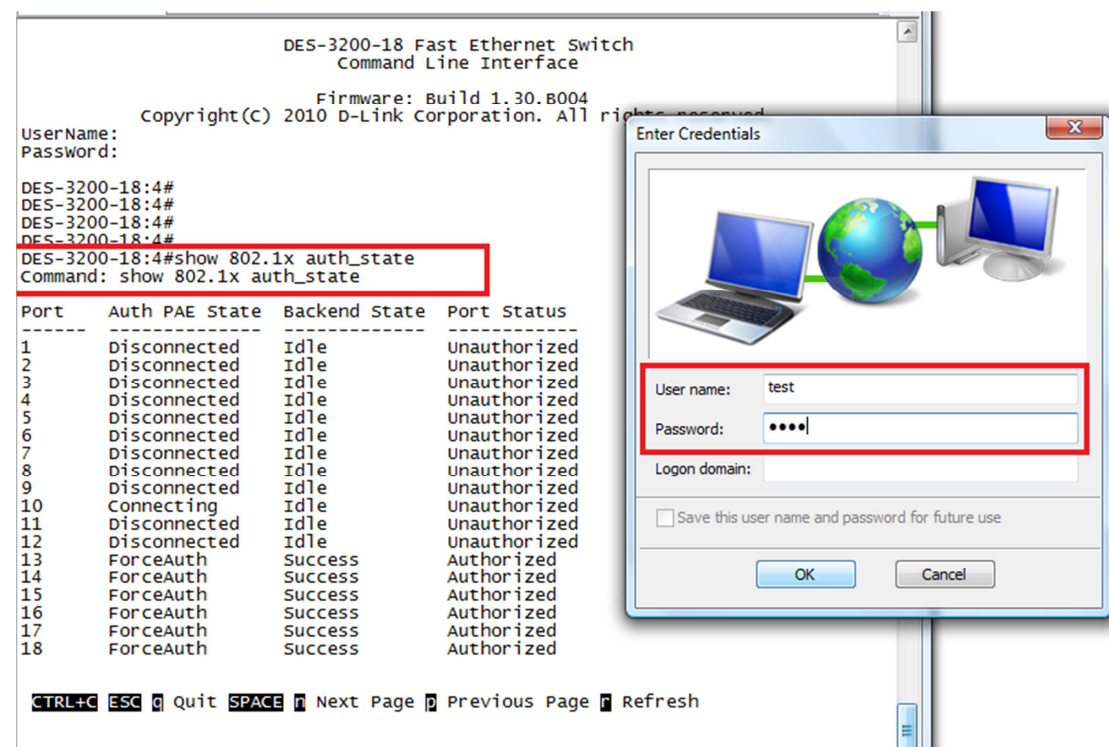 DES-3200-18 Fast Ethernet Switch
Command Line Interface
Firmware: Build 1.30.B004
Copyright(C) 2010 D-Link Corporation. All rights reserved
UserName:
PassWord:
DES-3200-18:4#
DES-3200-18:4#
DES-3200-18:4#
DES-3200-18:4#
DES-3200-18:4#show 802.1x auth_state
Command: show 802.1x auth_state
Port Auth PAE State Backend State Port Status
------ -------------- ------------- ------------
1 Disconnected Idle Unauthorized
2 Disconnected Idle Unauthorized
3 Disconnected Idle Unauthorized
4 Disconnected Idle Unauthorized
5 Disconnected Idle Unauthorized
6 Disconnected Idle Unauthorized
7 Disconnected Idle Unauthorized
8 Disconnected Idle Unauthorized
9 Disconnected Idle Unauthorized
10 Connecting Idle Unauthorized
11 Disconnected Idle Unauthorized
12 Disconnected Idle Unauthorized
13 ForceAuth Success Authorized
14 ForceAuth Success Authorized
15 ForceAuth Success Authorized
16 ForceAuth Success Authorized
17 ForceAuth Success Authorized
18 ForceAuth Success Authorized
CTRL+C ESC q Quit SPACE n Next Page p Previous Page r Refresh
Enter Credentials
User name: test
Password: ••••
Logon domain:
Save this user name and password for future use
OK Cancel